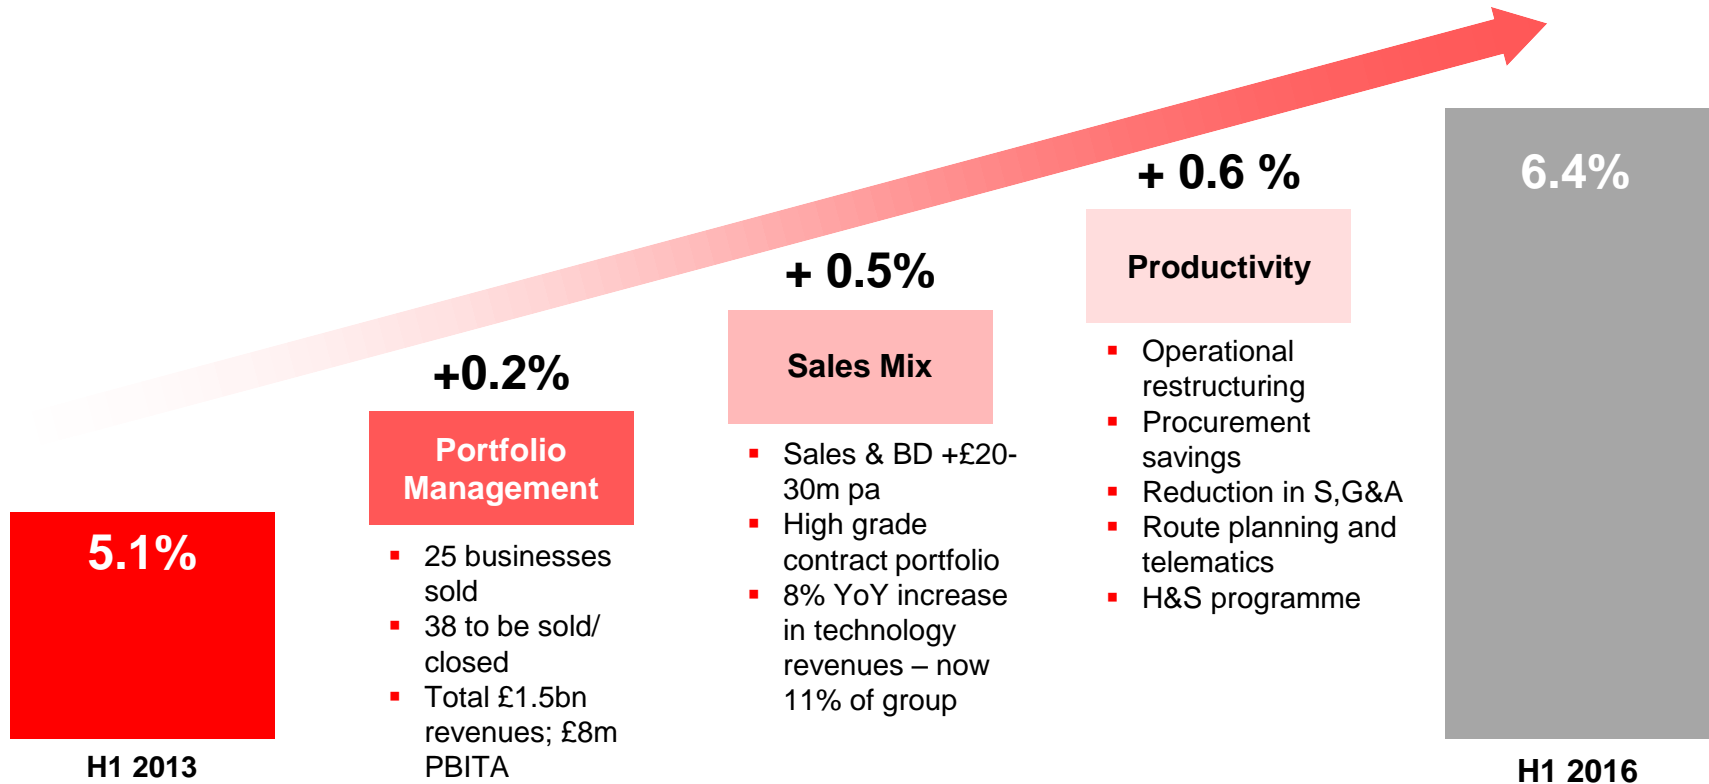 5.1%
H1 2013
+0.2%
Portfolio
Management
▪ 25 businesses
sold
▪ 38 to be sold/
closed
▪ Total £1.5bn
revenues; £8m
PBITA
+ 0.5%
Sales Mix
▪ Sales & BD +£20-
30m pa
▪ High grade
contract portfolio
▪ 8% YoY increase
in technology
revenues – now
11% of group
+ 0.6 %
Productivity
▪ Operational
restructuring
▪ Procurement
savings
▪ Reduction in S,G&A
▪ Route planning and
telematics
▪ H&S programme
6.4%
H1 2016